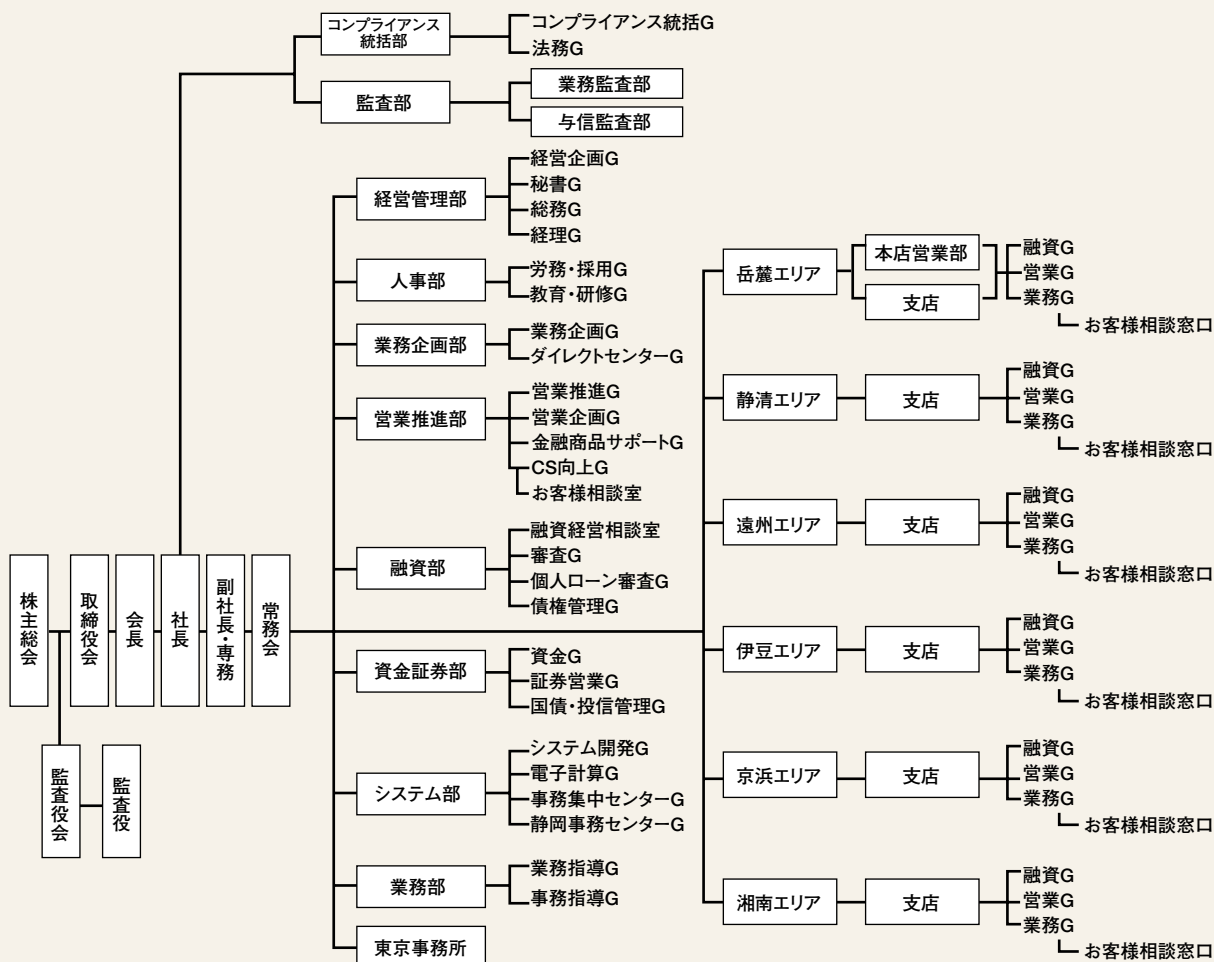 コンプライアンス
統括部
コンプライアンス統括G
法務G
監査部
業務監査部
与信監査部
経営管理部
経営企画G
秘書G
総務G
経理G
人事部
労務・採用G
教育・研修G
業務企画部
業務企画G
ダイレクトセンターG
営業推進部
営業推進G
営業企画G
金融商品サポートG
CS向上G
お客様相談室
融資部
融資経営相談室
審査G
個人ローン審査G
債権管理G
株主総会
取締役会
会長
社長
副社長・専務
常務会
監査役会
監査役
資金証券部
資金G
証券営業G
国債・投信管理G
システム部
システム開発G
電子計算G
事務集中センターG
静岡事務センターG
業務部
業務指導G
事務指導G
東京事務所
岳麓エリア
本店営業部
支店
融資G
営業G
業務G
お客様相談窓口
静清エリア
支店
融資G
営業G
業務G
お客様相談窓口
遠州エリア
支店
融資G
営業G
業務G
お客様相談窓口
伊豆エリア
支店
融資G
営業G
業務G
お客様相談窓口
京浜エリア
支店
融資G
営業G
業務G
お客様相談窓口
湘南エリア
支店
融資G
営業G
業務G
お客様相談窓口